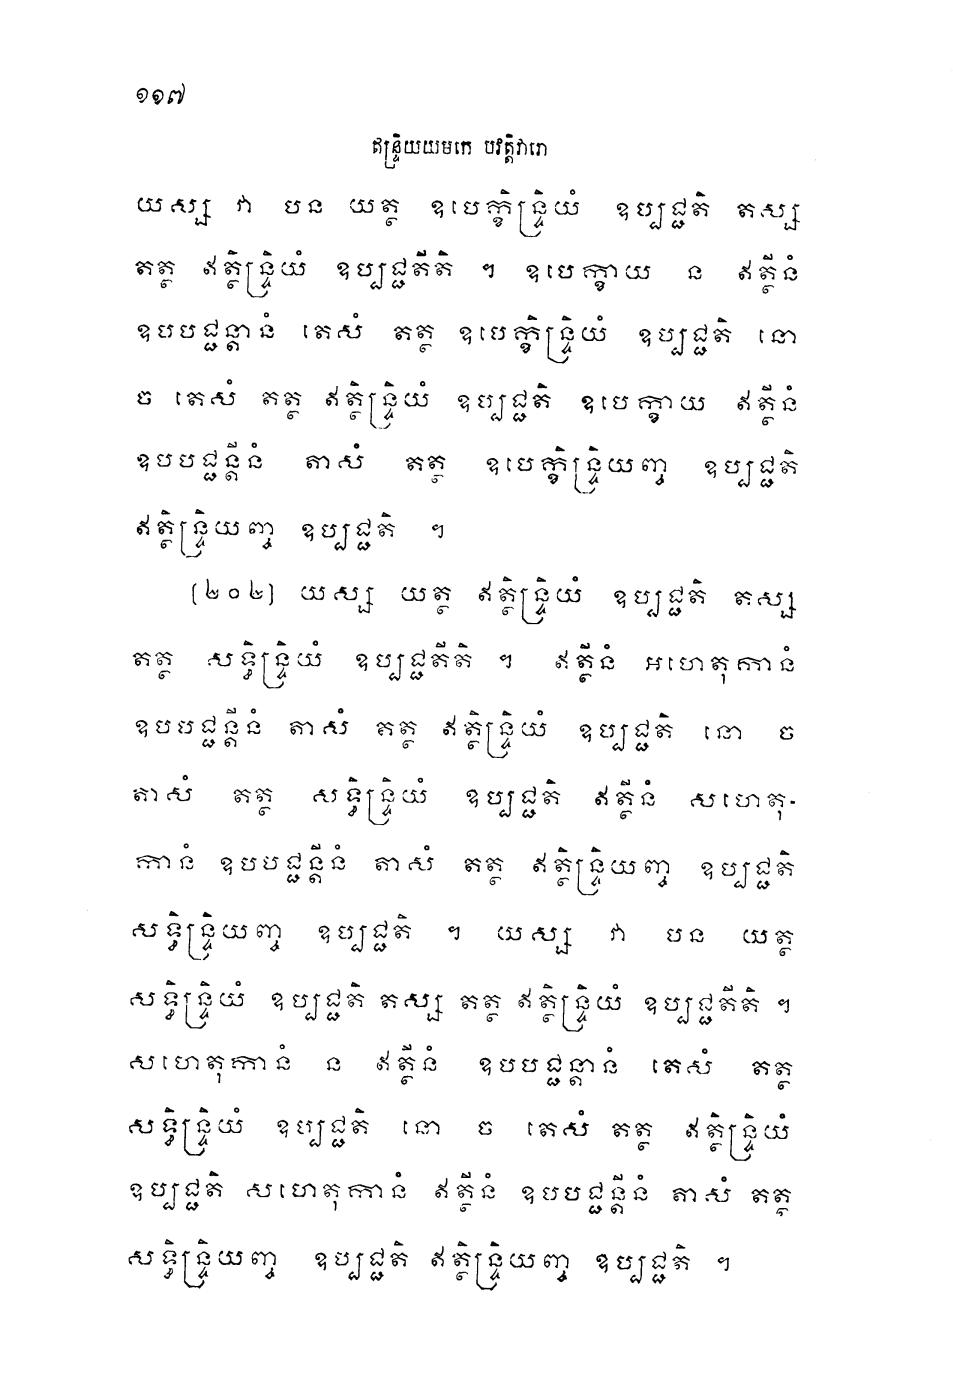 ១១៧
ឥន្ទ្រិយយមកេ បវត្តិវារោ
យស្ស វា បន យត្ថ ឧបេក្ខិន្ទ្រិយំ ឧប្បជ្ជតិ តស្ស
តត្ថ ឥត្ថិន្ទ្រិយំ ឧប្បជ្ជតីតិ ។ ឧបេក្ខាយ ន ឥត្ថីនំ
ឧបបជ្ជន្តានំ តេសំ តត្ថ ឧបេក្ខិន្ទ្រិយំ ឧប្បជ្ជតិ នោ
ច តេសំ តត្ថ ឥត្ថិន្ទ្រិយំ ឧប្បជ្ជតិ ឧបេក្ខាយ ឥត្ថីនំ
ឧបបជ្ជន្តីនំ តាសំ តត្ថ ឧបេក្ខិន្ទ្រិយញ្ច ឧប្បជ្ជតិ
ឥត្ថិន្ទ្រិយញ្ច ឧប្បជ្ជតិ ។
(២០២) យស្ស យត្ថ ឥត្ថិន្ទ្រិយំ ឧប្បជ្ជតិ តស្ស
តត្ថ សទ្ធិន្ទ្រិយំ ឧប្បជ្ជតីតិ ។ ឥត្ថីនំ អហេតុកានំ
ឧបបជ្ជន្តីនំ តាសំ តត្ថ ឥត្ថិន្ទ្រិយំ ឧប្បជ្ជតិ នោ ច
តាសំ តត្ថ សទ្ធិន្ទ្រិយំ ឧប្បជ្ជតិ ឥត្ថីនំ សហេតុ-
កានំ ឧបបជ្ជន្តីនំ តាសំ តត្ថ ឥត្ថិន្ទ្រិយញ្ច ឧប្បជ្ជតិ
សទ្ធិន្ទ្រិយញ្ច ឧប្បជ្ជតិ ។ យស្ស វា បន យត្ថ
សទ្ធិន្ទ្រិយំ ឧប្បជ្ជតិ តស្ស តត្ថ ឥត្ថិន្ទ្រិយំ ឧប្បជ្ជតីតិ ។
សហេតុកានំ ន ឥត្ថីនំ ឧបបជ្ជន្តានំ តេសំ តត្ថ
សទ្ធិន្ទ្រិយំ ឧប្បជ្ជតិ នោ ច តេសំ តត្ថ ឥត្ថិន្ទ្រិយំ
ឧប្បជ្ជតិ សហេតុកានំ ឥត្ថីនំ ឧបបជ្ជន្តីនំ តាសំ តត្ថ
សទ្ធិន្ទ្រិយញ្ច ឧប្បជ្ជតិ ឥត្ថិន្ទ្រិយញ្ច ឧប្បជ្ជតិ ។